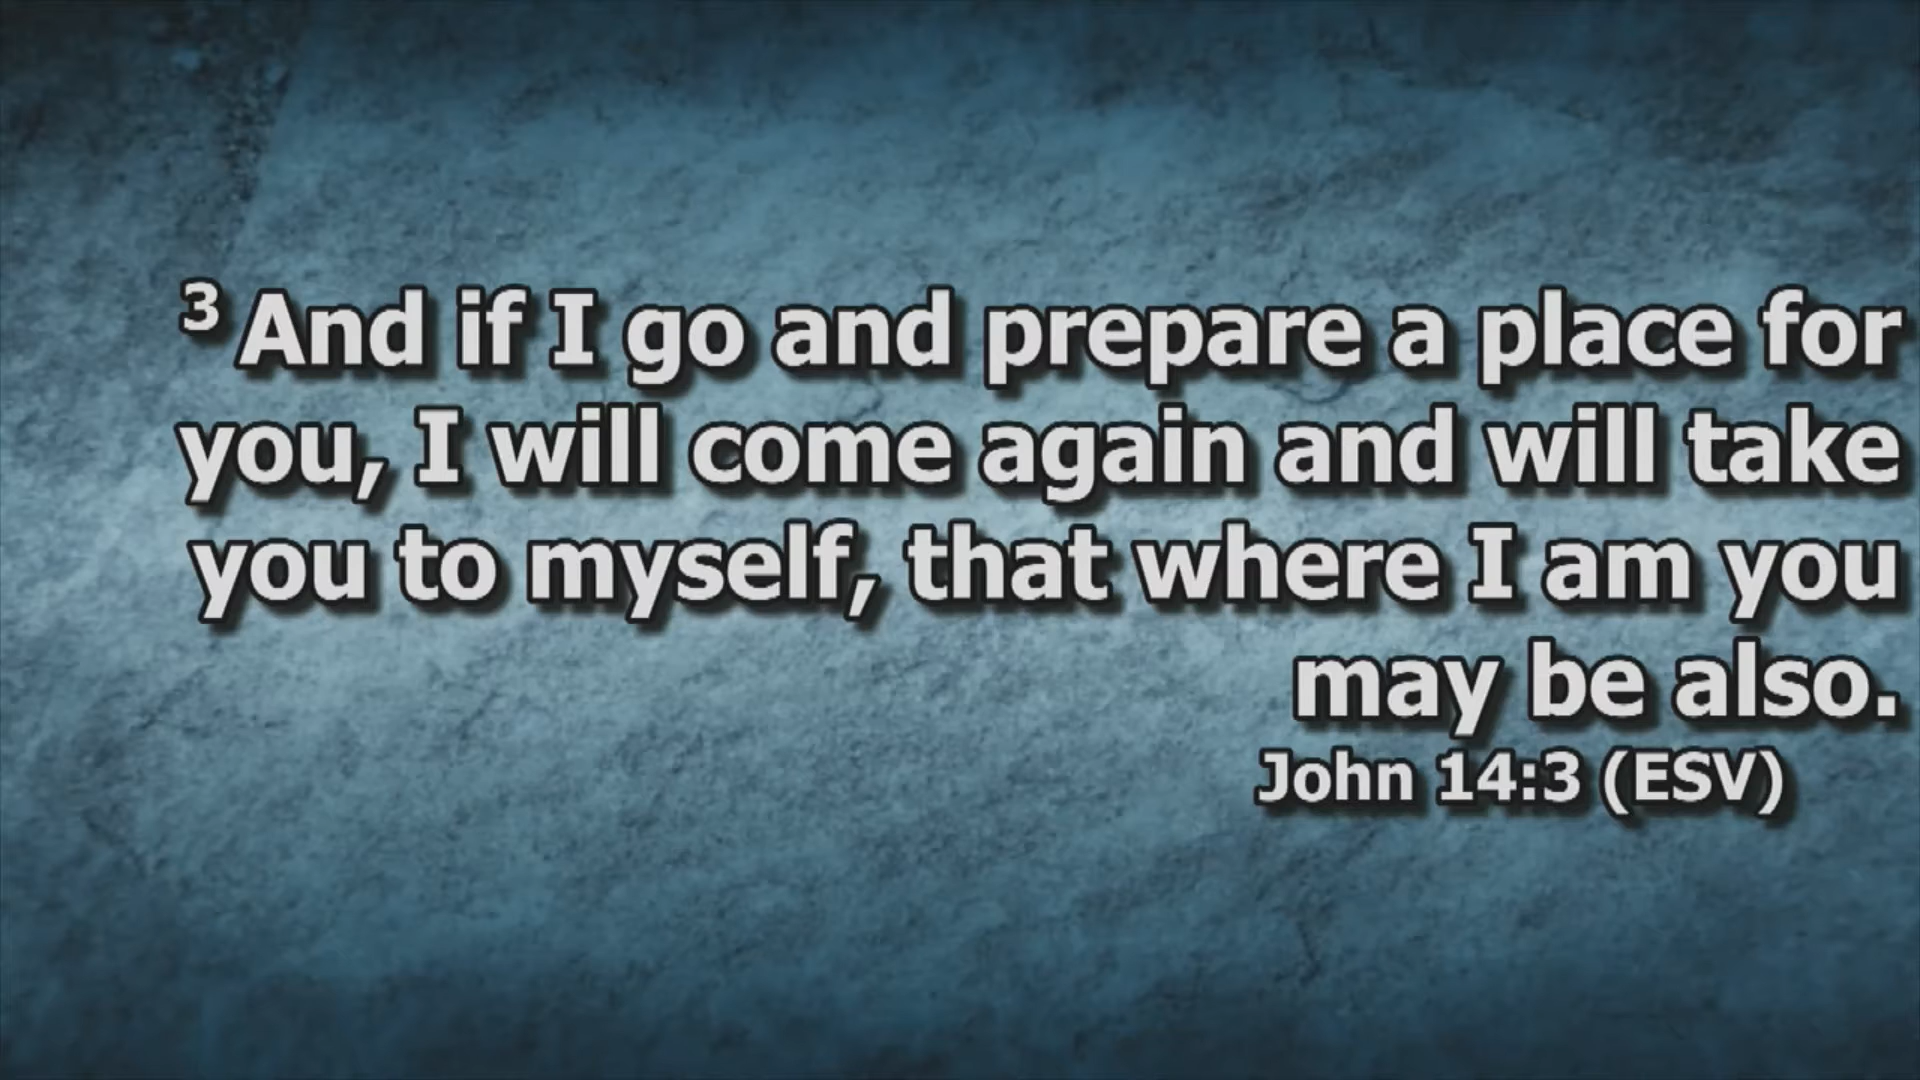 3 And if I go and prepare a place for
you, I will come again and will take
you to myself, that where I am you
may be also.
John 14:3 (ESV)